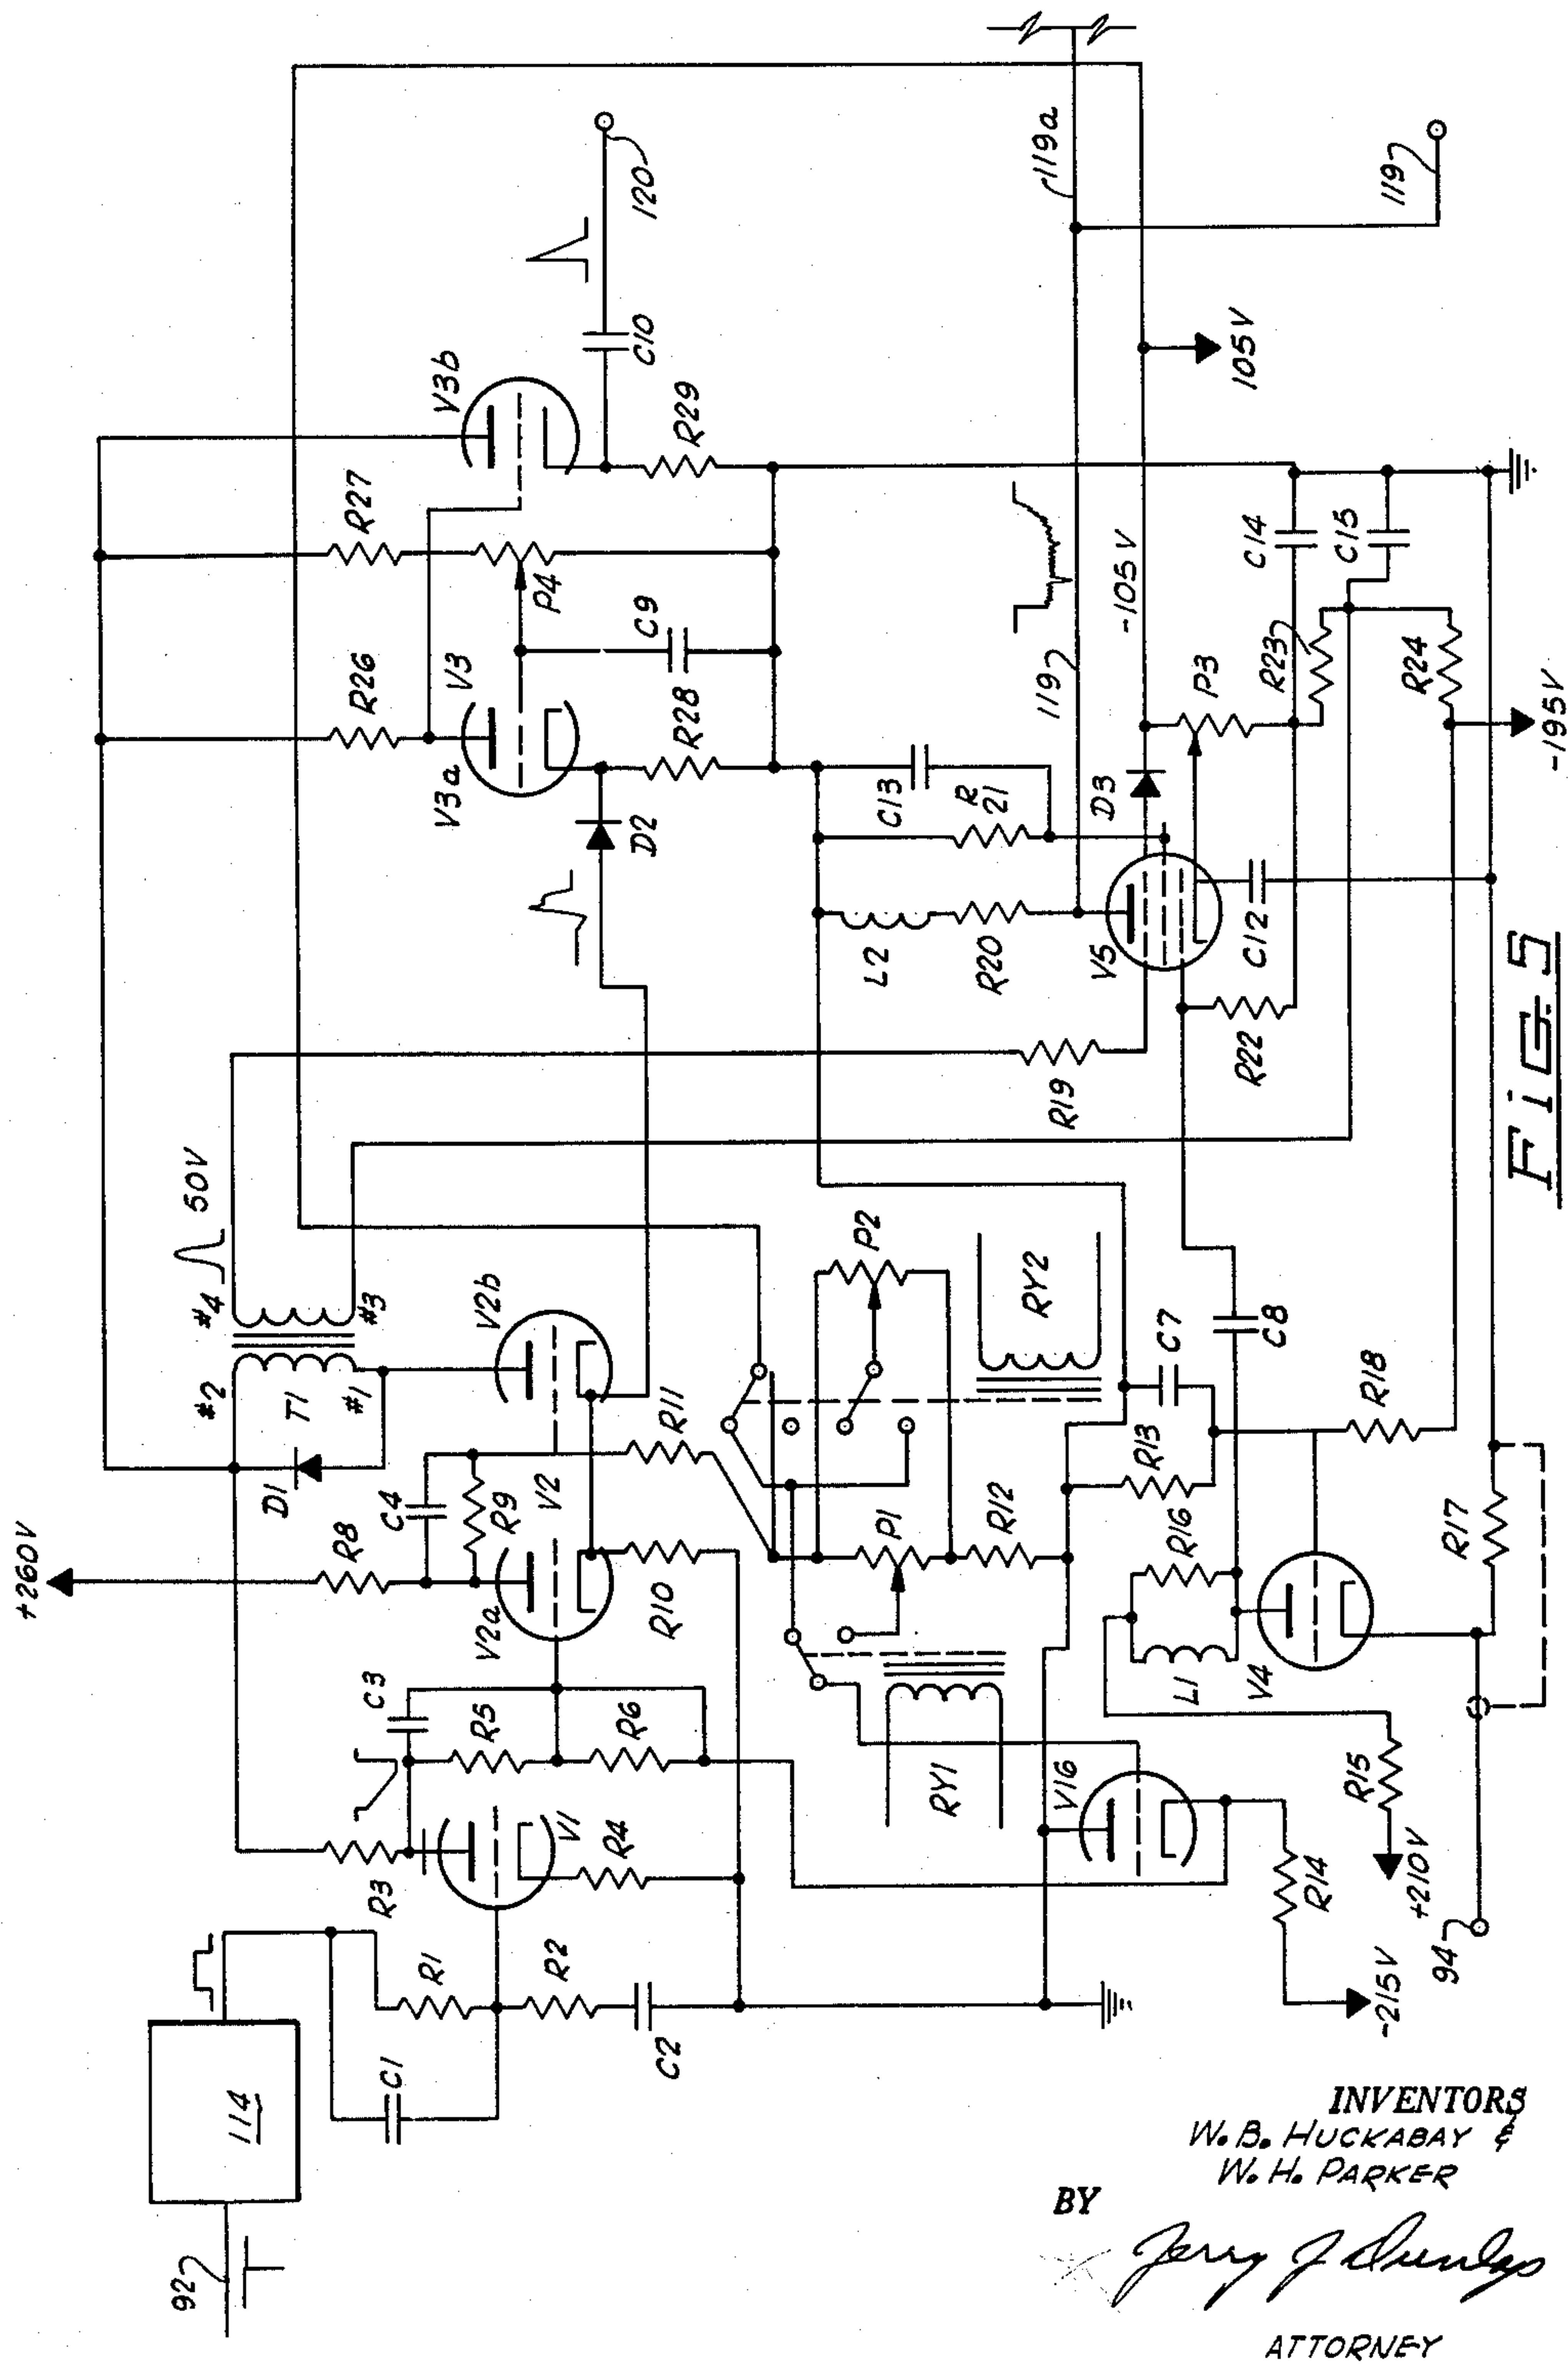 +260V
50V
#4
#2
#3
T1
#1
D1
V2b
C4
R8
R9
V2
V2a
R10
R11
C3
R5
R6
R3
V1
R4
R1
R2
C1
C2
114
92
R26
R27
V3b
V3
V3a
P4
C9
R28
R29
C10
120
D2
119a
119
119
105V
-105V
C13
R
21
D3
L2
R20
V5
C12
P3
C14
C15
R23
R24
-195V
R19
R22
P2
RY2
P1
R12
C7
R13
C8
R18
R16
L1
V4
R17
RY1
V16
R15
+210V
R14
-215V
94
FiG-5
INVENTORS
W. B. HUCKABAY &
W. H. PARKER
BY
Jerry J Dunlap
ATTORNEY